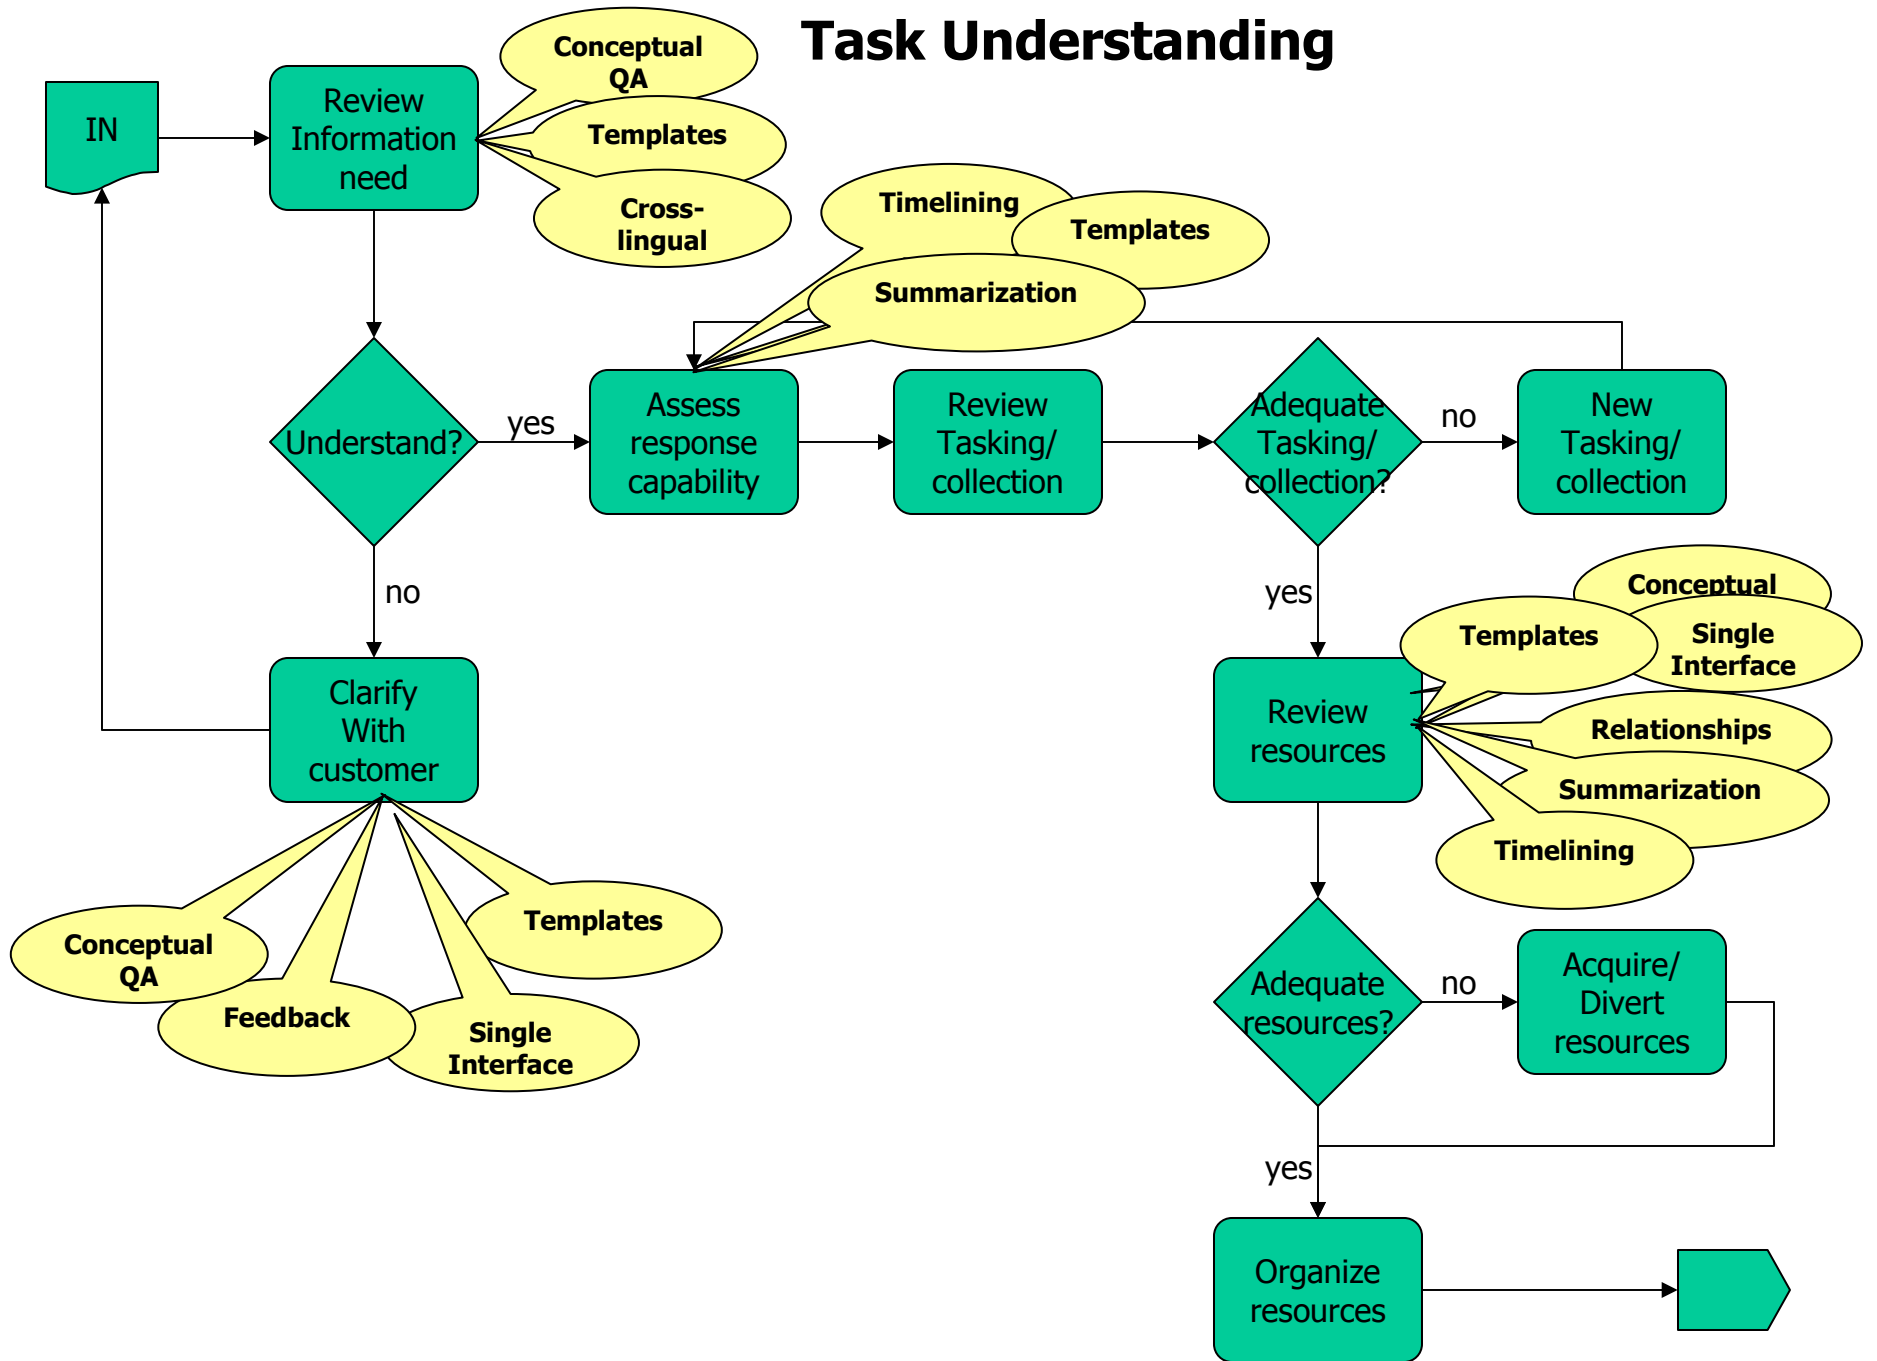 Task Understanding
Conceptual
QA
IN
Review
Information
need
Templates
Cross-
lingual
Timelining
Templates
Summarization
Understand?
yes
Assess
response
capability
Review
Tasking/
collection
Adequate
Tasking/
collection?
no
New
Tasking/
collection
no
yes
Conceptual
Templates
Single
Interface
Clarify
With
customer
Review
resources
Relationships
Summarization
Timelining
Templates
Conceptual
QA
Feedback
Single
Interface
Adequate
resources?
no
Acquire/
Divert
resources
yes
Organize
resources